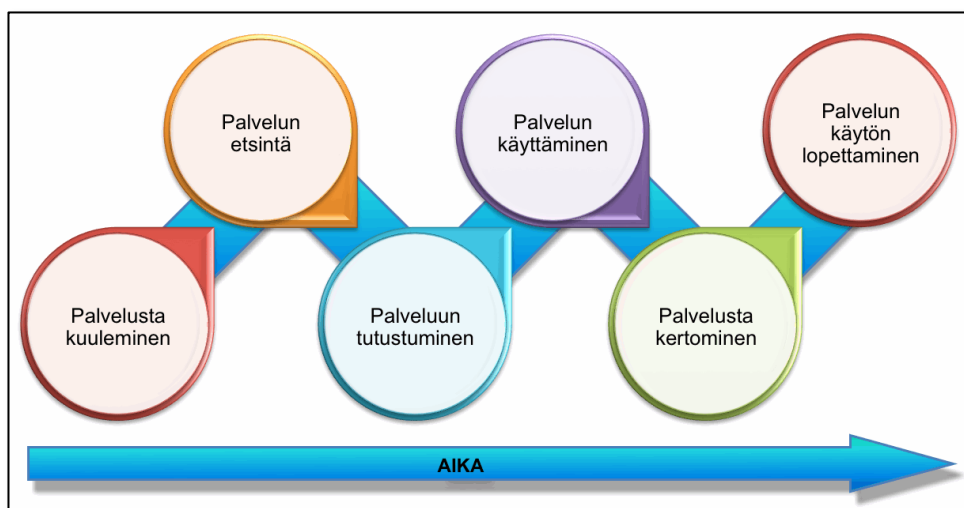 Palvelusta
kuuleminen
Palvelun
etsintä
Palveluun
tutustuminen
Palvelun
käyttäminen
Palvelusta
kertominen
Palvelun
käytön
lopettaminen
AIKA